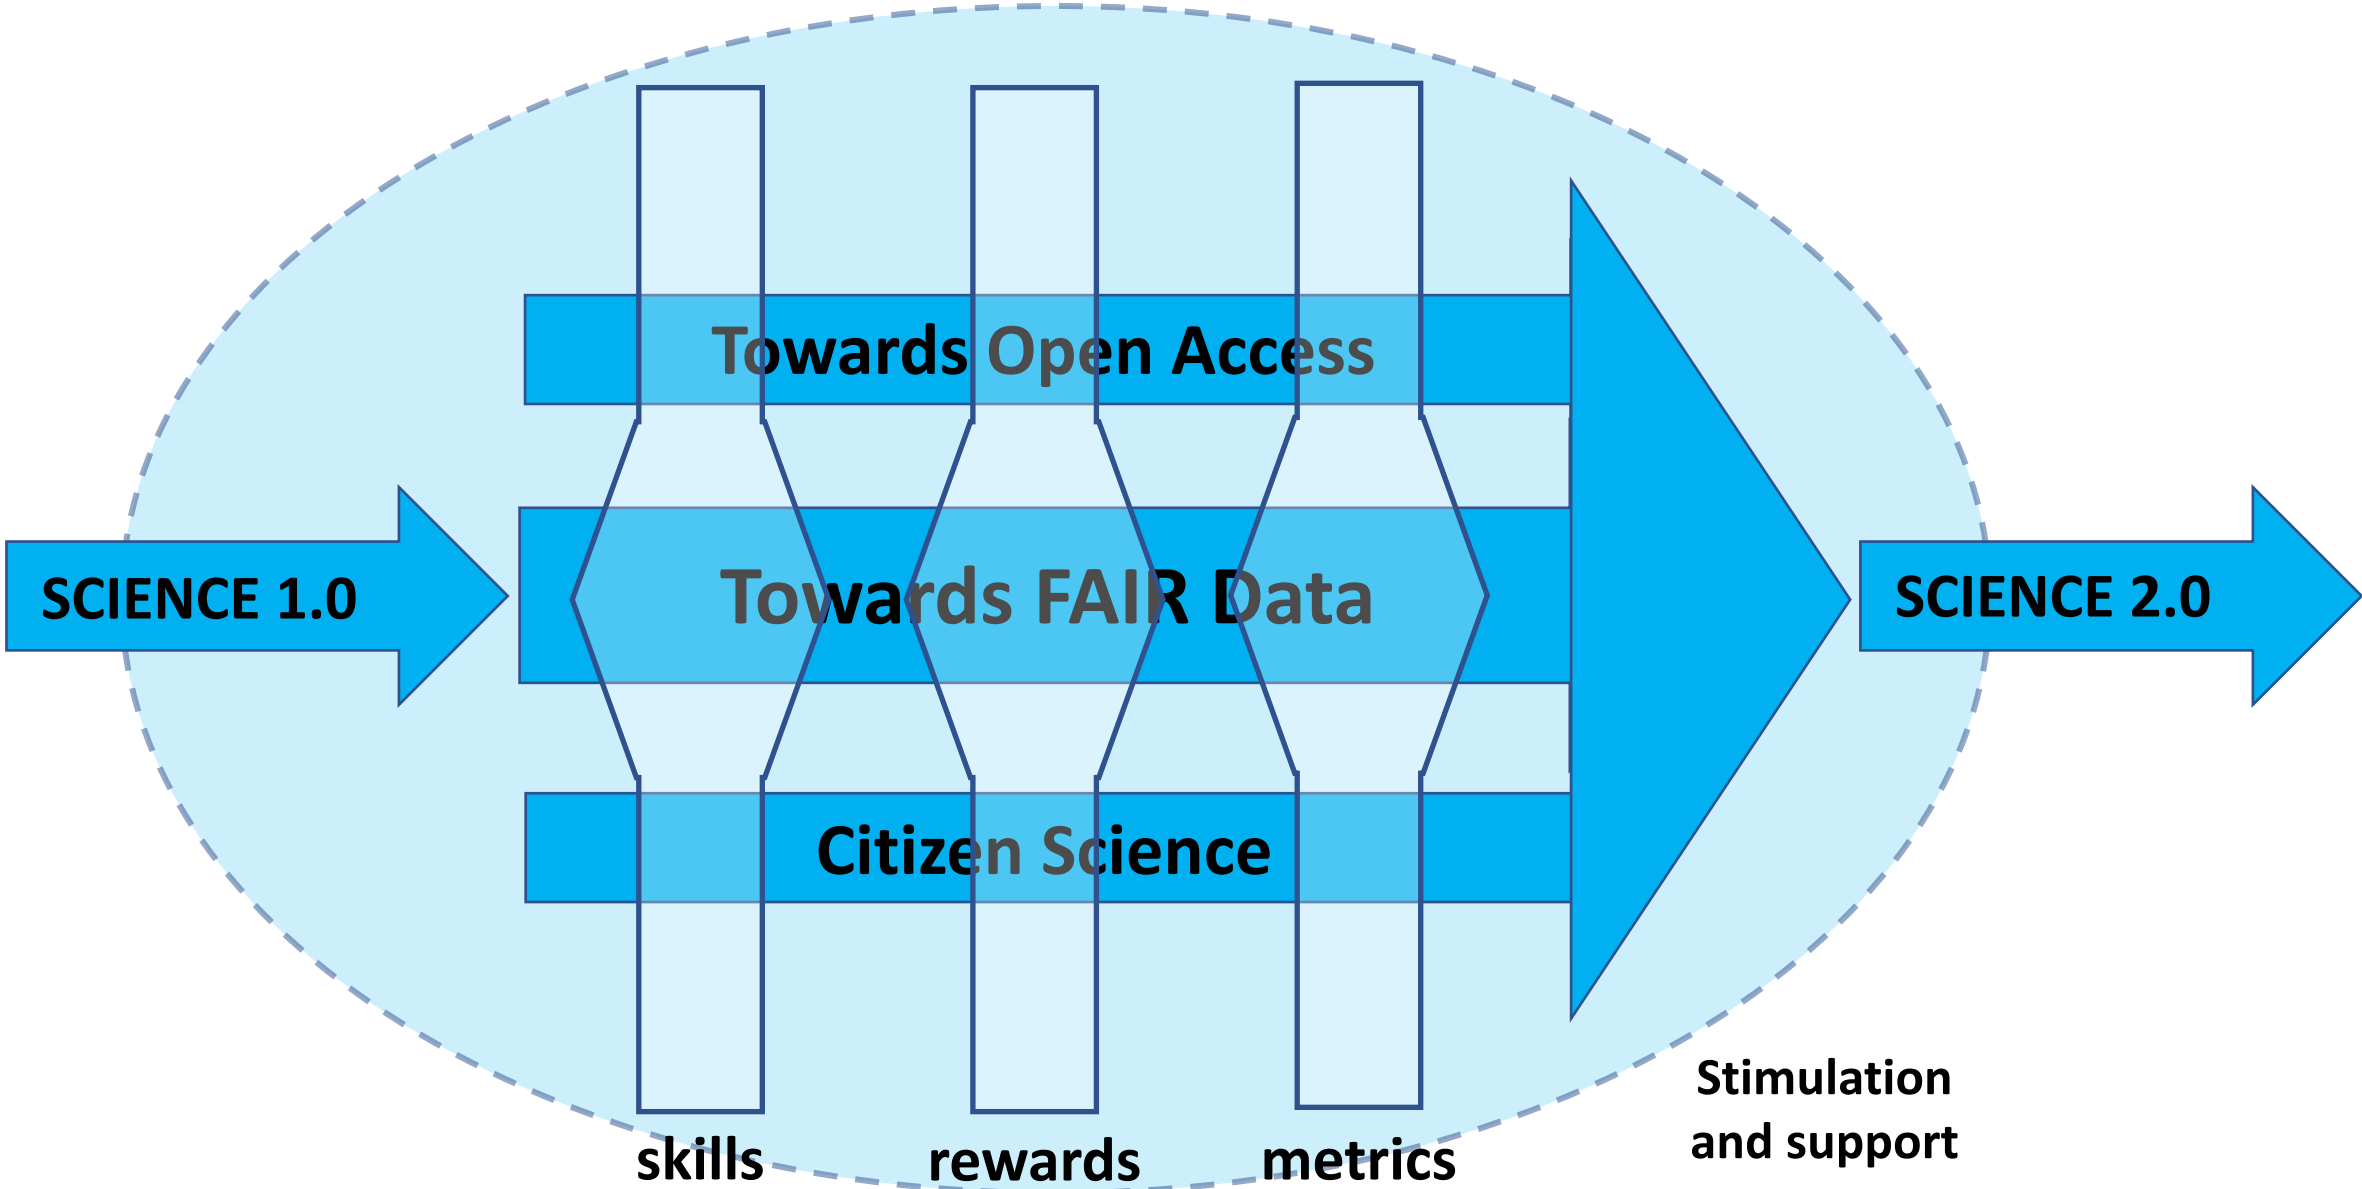 Towards Open Access
SCIENCE 1.0
Towards FAIR Data
SCIENCE 2.0
Citizen Science
skills
rewards
metrics
Stimulation
and support